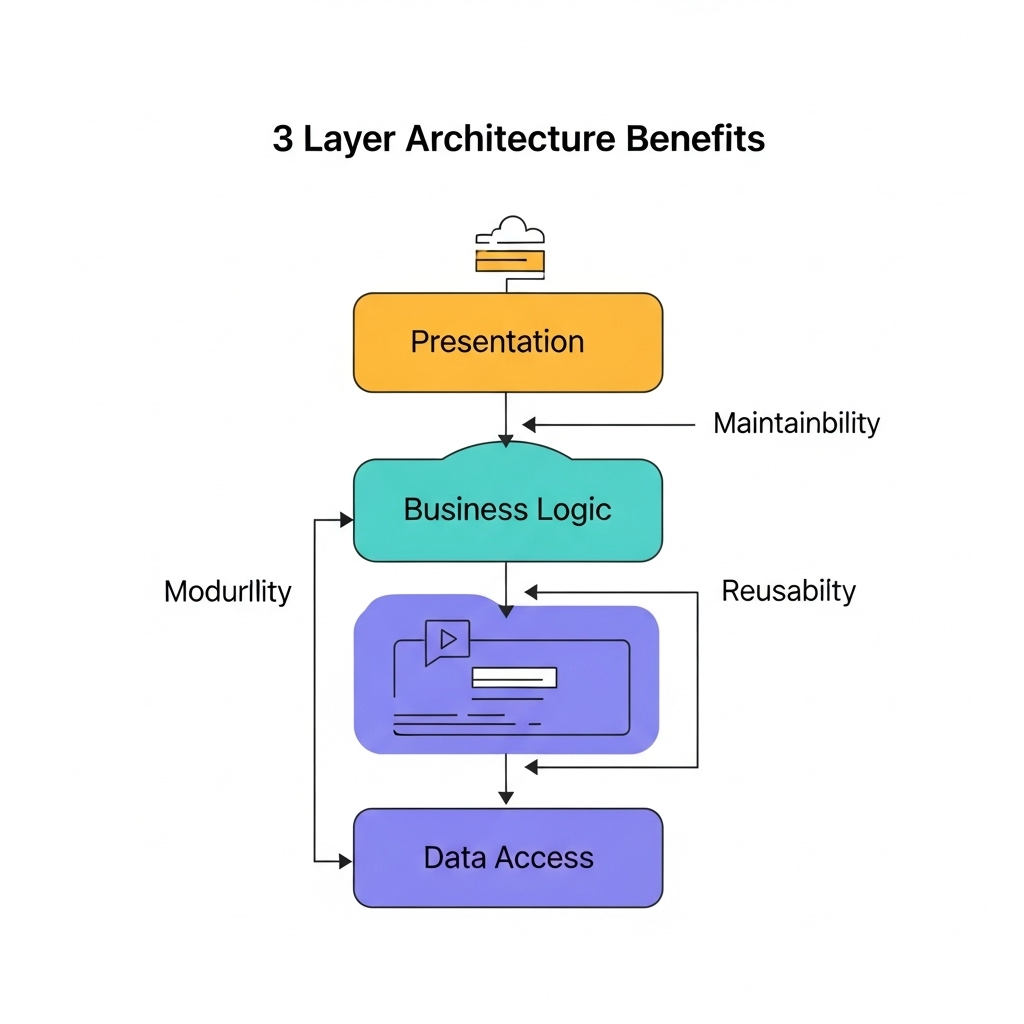 3 Layer Architecture Benefits
Presentation
Maintainbility
Business Logic
Modurllity
Reusabilty
Data Access